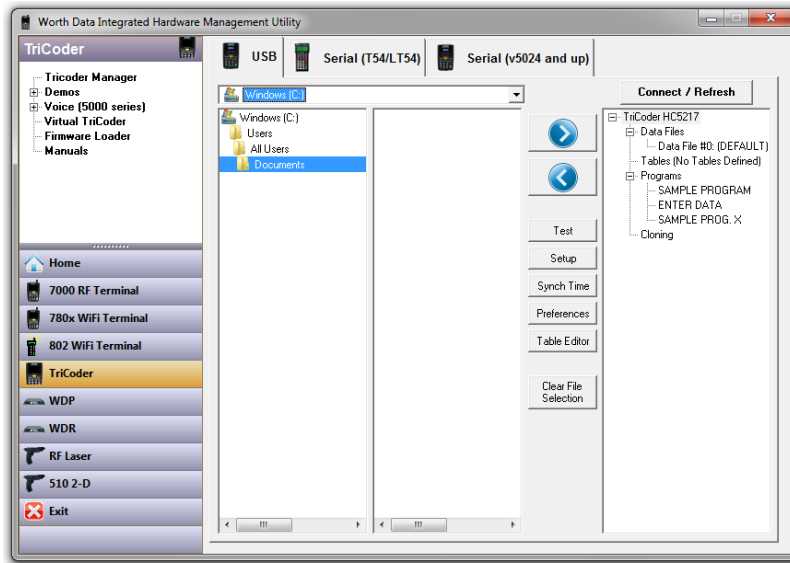 Worth Data Integrated Hardware Management Utility
TriCoder
Tricoder Manager
Demos
Voice (5000 series)
Virtual TriCoder
Firmware Loader
Manuals
Home
7000 RF Terminal
780x WiFi Terminal
802 WiFi Terminal
TriCoder
WDP
WDR
RF Laser
510 2-D
Exit
USB
Serial (T54/LT54)
Serial (v5024 and up)
Windows (C:)
Windows (C:)
Users
All Users
Documents
Test
Setup
Synch Time
Preferences
Table Editor
Clear File
Selection
Connect / Refresh
TriCoder HC5217
Data Files
Data File #0: (DEFAULT)
Tables (No Tables Defined)
Programs
SAMPLE PROGRAM
ENTER DATA
SAMPLE PROG. X
Cloning